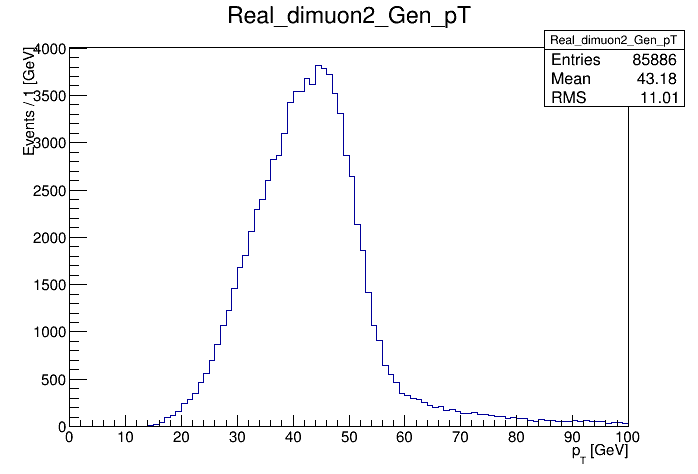 Real_dimuon2_Gen_pT
Real_dimuon2_Gen_pT
Entries 85886
Mean 43.18
RMS 11.01
Events / 1 [GeV]
4000
3500
3000
2500
2000
1500
1000
500
0
0 10 20 30 40 50 60 70 80 90 100
p_T [GeV]